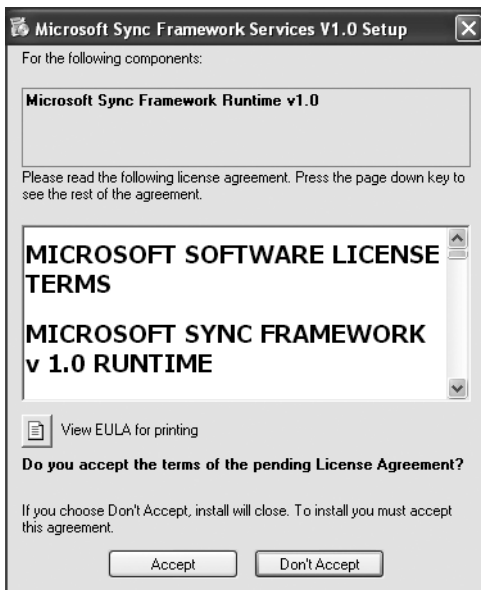 Microsoft Sync Framework Services V1.0 Setup
For the following components:
Microsoft Sync Framework Runtime v1.0
Please read the following license agreement. Press the page down key to
see the rest of the agreement.
MICROSOFT SOFTWARE LICENSE
TERMS
MICROSOFT SYNC FRAMEWORK
v 1.0 RUNTIME
View EULA for printing
Do you accept the terms of the pending License Agreement?
If you choose Don't Accept, install will close. To install you must accept
this agreement.
Accept
Don't Accept